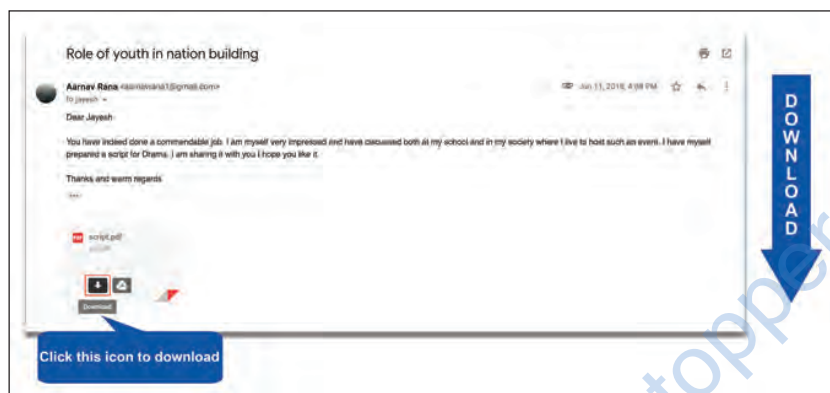 Role of youth in nation building
Aarnav Rana
to jayesh
Jun 11, 2018, 4:08 PM
Dear Jayesh
You have indeed done a commendable job. I am myself very impressed and have discussed both at my school and in my society where I live to host such an event. I have myself
prepared a script for Drama. I am sharing it with you I hope you like it.
Thanks and warm regards
script.pdf
Download
Click this icon to download
DOWNLOAD
topper